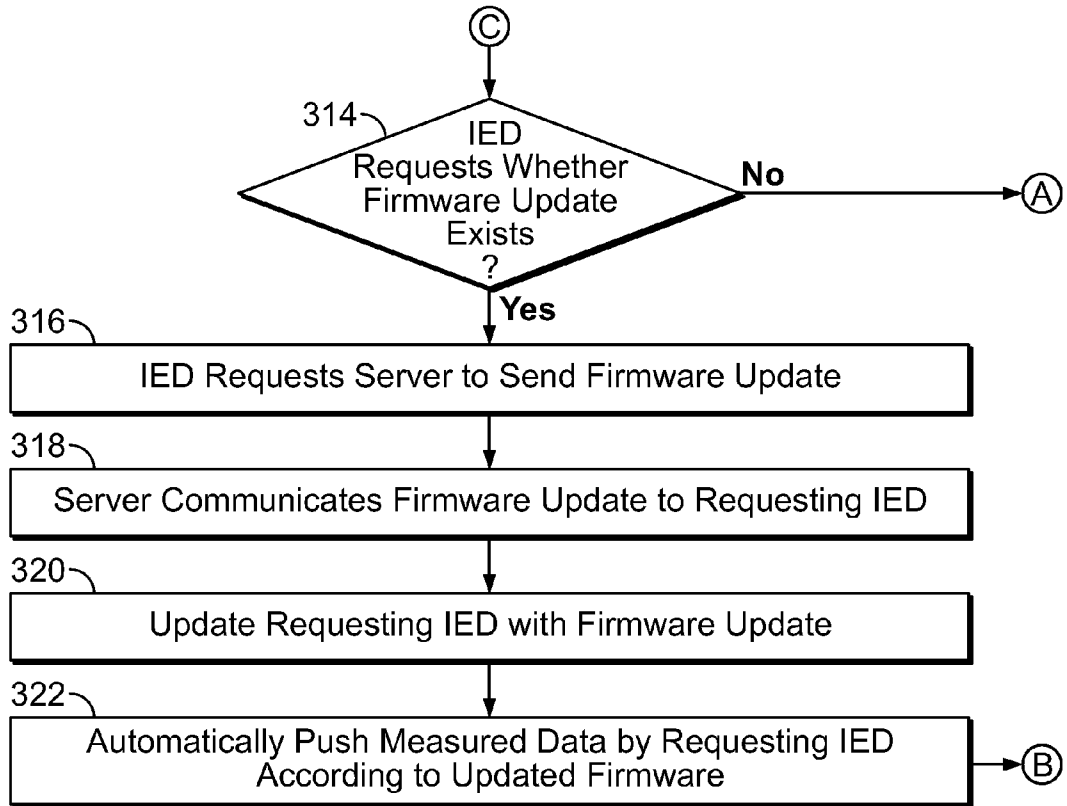 C
314
IED
Requests Whether
Firmware Update
Exists
?
No
A
Yes
316
IED Requests Server to Send Firmware Update
318
Server Communicates Firmware Update to Requesting IED
320
Update Requesting IED with Firmware Update
322
Automatically Push Measured Data by Requesting IED
According to Updated Firmware
B